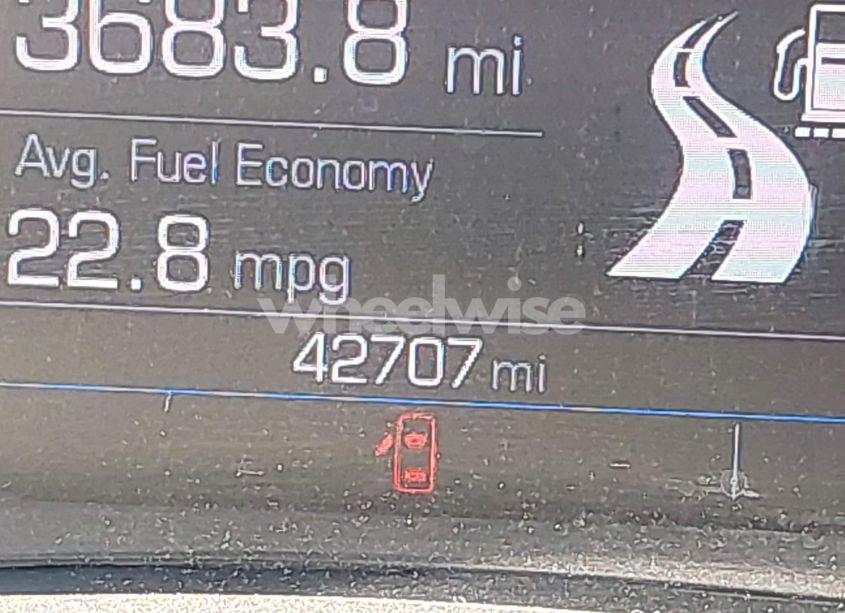 3683.8 mi
Avg. Fuel Economy
22.8 mpg
wheelwise
42707 mi